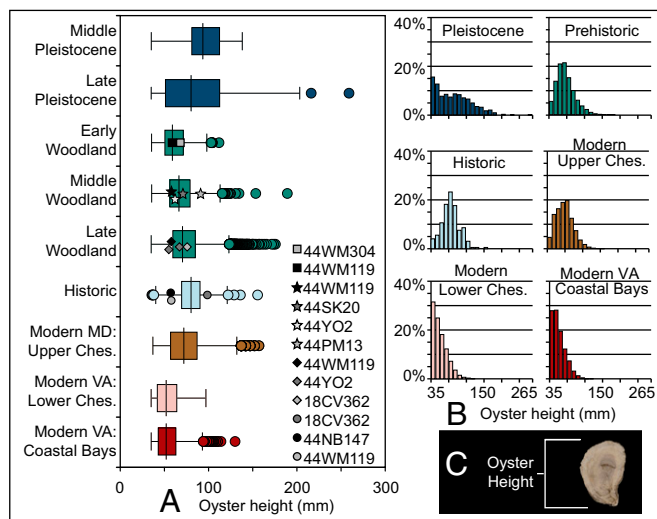 Middle
Pleistocene
Late
Pleistocene
Early
Woodland
Middle
Woodland
Late
Woodland
Historic
Modern MD:
Upper Ches.
Modern VA:
Lower Ches.
Modern VA:
Coastal Bays
44WM304
44WM119
44WM119
44SK20
44YO2
44PM13
44WM119
44YO2
18CV362
18CV362
44NB147
44WM119
0 100 200 300
A Oyster height (mm)
40% Pleistocene Prehistoric
20%
0%
40% Historic Modern
Upper Ches.
20%
0%
60% Modern
Lower Ches. Modern VA
Coastal Bays
40%
20%
0%
35 150 265 35 150 265
B Oyster height (mm)
C Oyster
Height